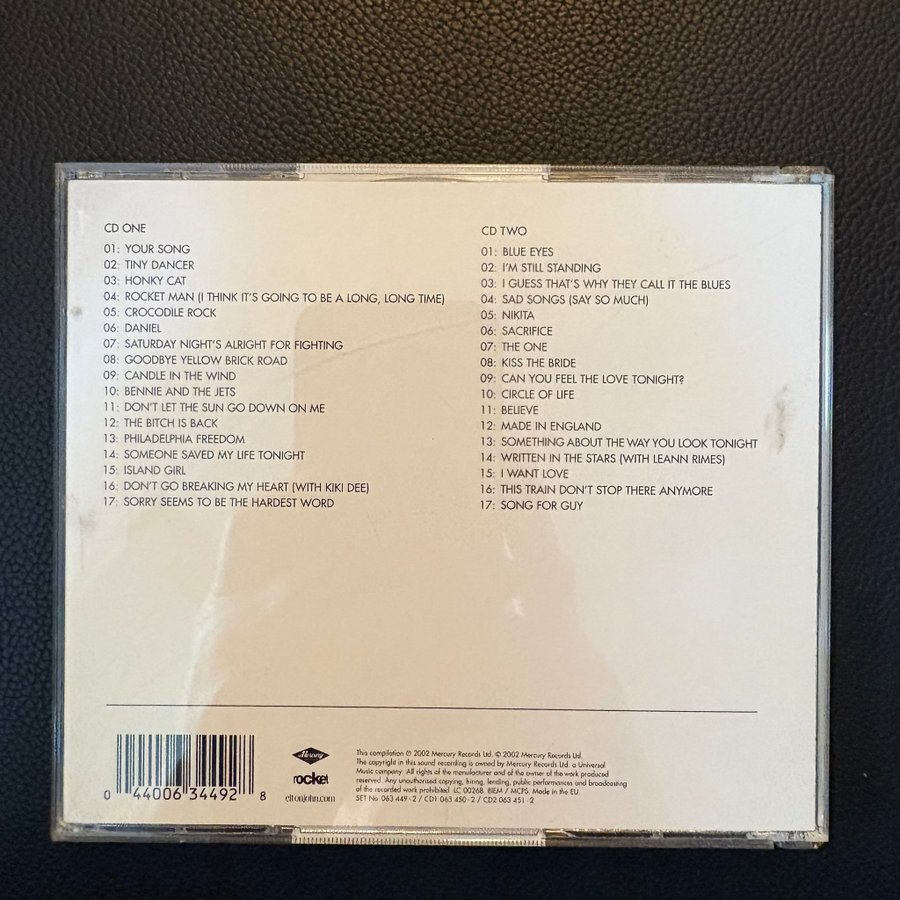 CD ONE
01: YOUR SONG
02: TINY DANCER
03: HONKY CAT
04: ROCKET MAN (I THINK IT'S GOING TO BE A LONG, LONG TIME)
05: CROCODILE ROCK
06: DANIEL
07: SATURDAY NIGHT'S ALRIGHT FOR FIGHTING
08: GOODBYE YELLOW BRICK ROAD
09: CANDLE IN THE WIND
10: BENNIE AND THE JETS
11: DON'T LET THE SUN GO DOWN ON ME
12: THE BITCH IS BACK
13: PHILADELPHIA FREEDOM
14: SOMEONE SAVED MY LIFE TONIGHT
15: ISLAND GIRL
16: DON'T GO BREAKING MY HEART (WITH KIKI DEE)
17: SORRY SEEMS TO BE THE HARDEST WORD
CD TWO
01: BLUE EYES
02: I'M STILL STANDING
03: I GUESS THAT'S WHY THEY CALL IT THE BLUES
04: SAD SONGS (SAY SO MUCH)
05: NIKITA
06: SACRIFICE
07: THE ONE
08: KISS THE BRIDE
09: CAN YOU FEEL THE LOVE TONIGHT?
10: CIRCLE OF LIFE
11: BELIEVE
12: MADE IN ENGLAND
13: SOMETHING ABOUT THE WAY YOU LOOK TONIGHT
14: WRITTEN IN THE STARS (WITH LEANN RIMES)
15: I WANT LOVE
16: THIS TRAIN DON'T STOP THERE ANYMORE
17: SONG FOR GUY
0 44006 34492 8
Mercury
rocket
eltonjohn.com
This compilation ℗ 2002 Mercury Records Ltd. © 2002 Mercury Records Ltd.
The copyright in this sound recording is owned by Mercury Records Ltd. a Universal
Music company. All rights of the manufacturer and of the owner of the work produced
reserved. Any unauthorised copying, hiring, lending, public performances and broadcasting
of the recorded work prohibited. LC 00268. BIEM / MCPS. Made in the EU.
SET No 063 449-2 / CD1 063 450-2 / CD2 063 451-2